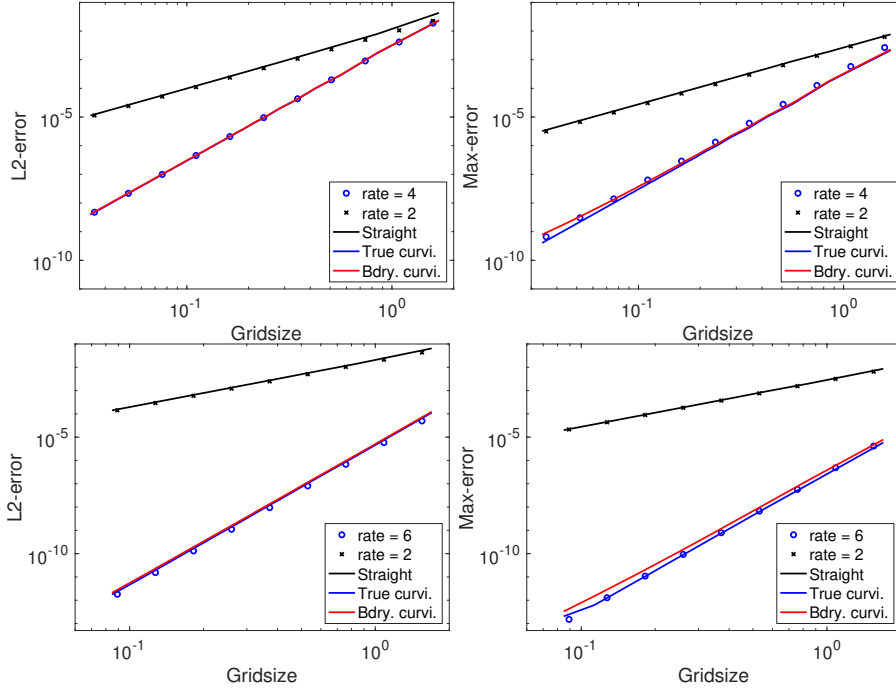 L2-error
10^-5
10^-10
10^-1
10^0
Gridsize
rate = 4
rate = 2
Straight
True curvi.
Bdry. curvi.
Max-error
10^-5
10^-10
10^-1
10^0
Gridsize
rate = 4
rate = 2
Straight
True curvi.
Bdry. curvi.
L2-error
10^-5
10^-10
10^-1
10^0
Gridsize
rate = 6
rate = 2
Straight
True curvi.
Bdry. curvi.
Max-error
10^-5
10^-10
10^-1
10^0
Gridsize
rate = 6
rate = 2
Straight
True curvi.
Bdry. curvi.